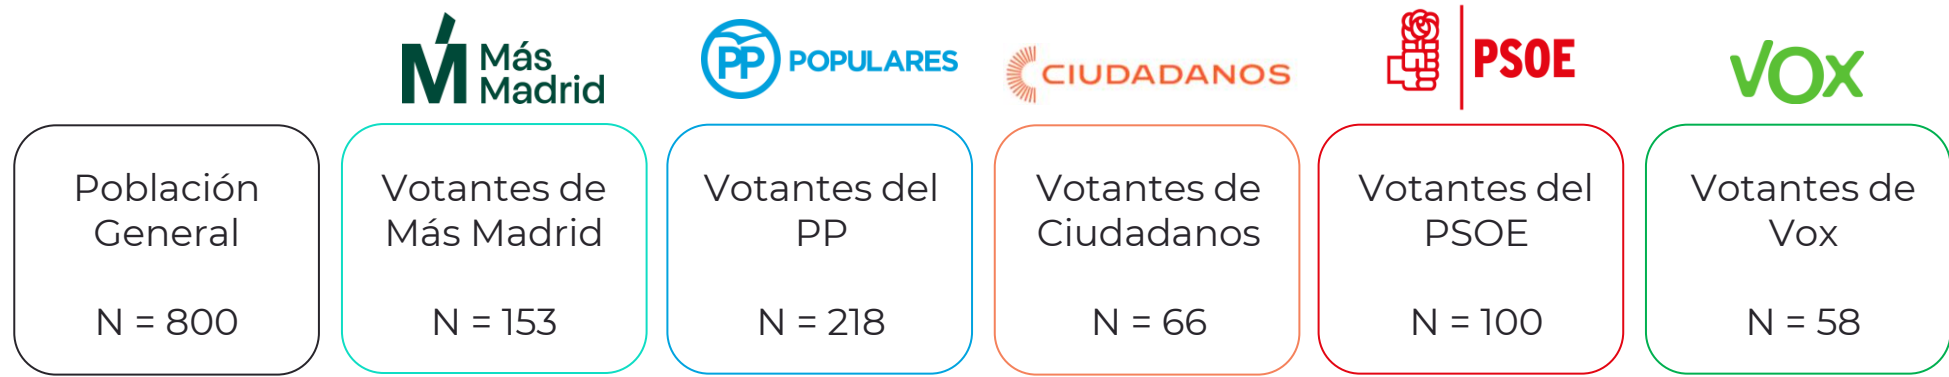 Más
Madrid
PP POPULARES
CIUDADANOS
PSOE
VOX
Población
General
N = 800
Votantes de
Más Madrid
N = 153
Votantes del
PP
N = 218
Votantes de
Ciudadanos
N = 66
Votantes del
PSOE
N = 100
Votantes de
Vox
N = 58